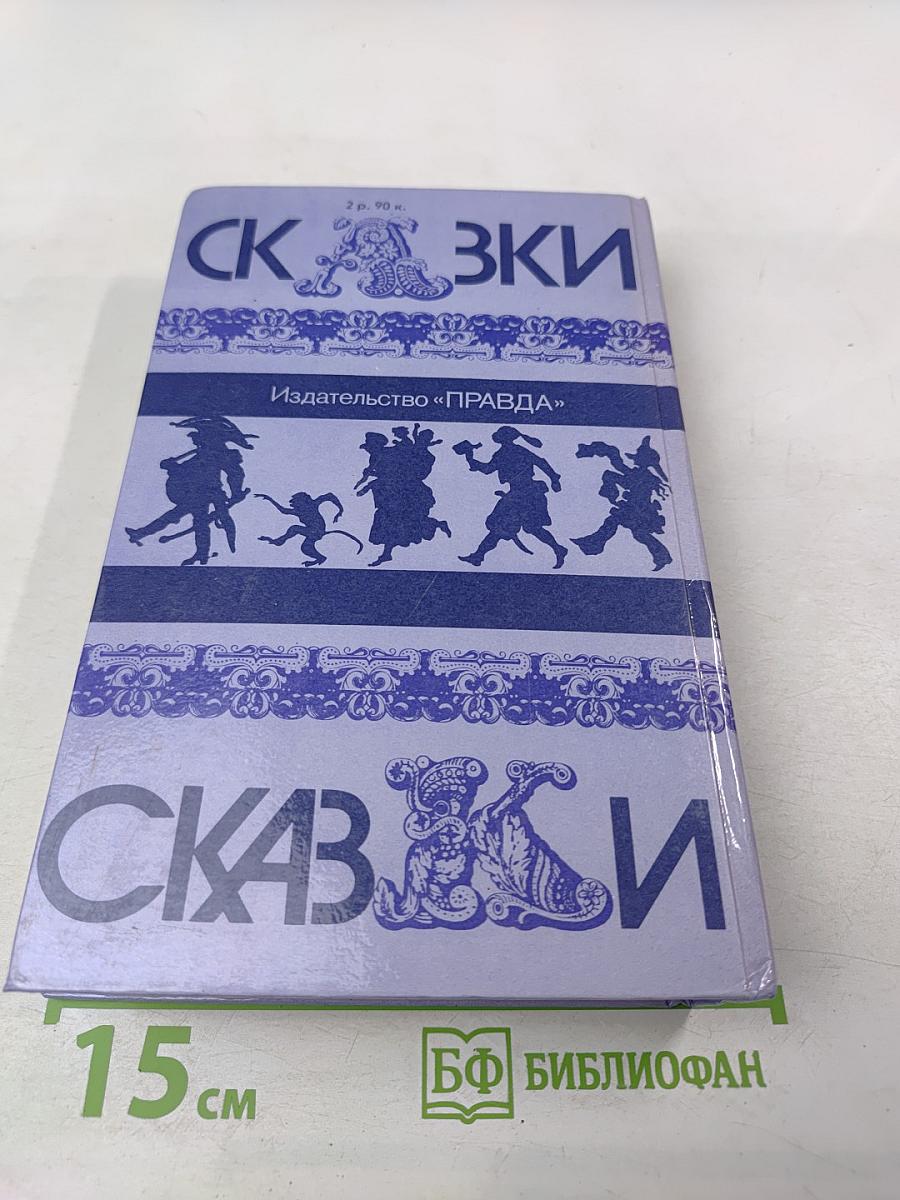 2 р. 90 к.
СКАЗКИ
Издательство «ПРАВДА»
СКАЗКИ
15 см
БФ БИБЛИОФАН